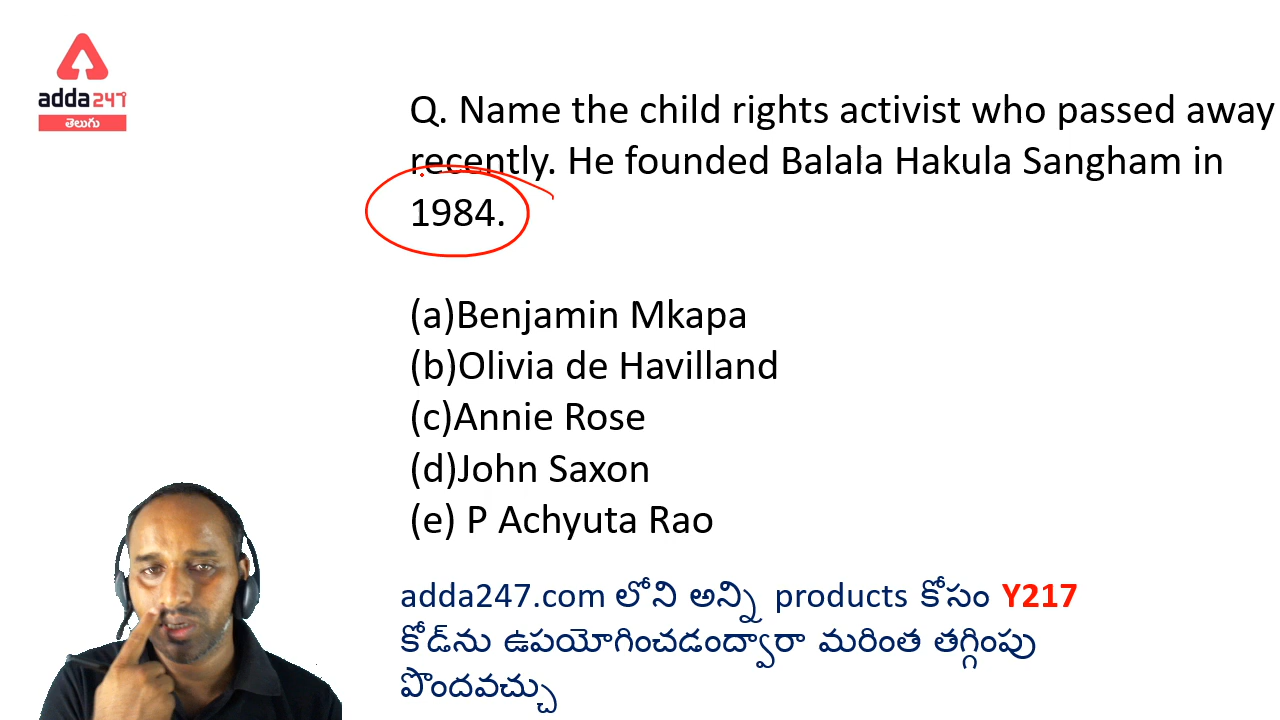 adda247
తెలుగు
Q. Name the child rights activist who passed away
recently. He founded Balala Hakula Sangham in
1984.
(a)Benjamin Mkapa
(b)Olivia de Havilland
(c)Annie Rose
(d)John Saxon
(e) P Achyuta Rao
adda247.com లోని అన్ని products కోసం Y217
కోడ్‌ను ఉపయోగించడంద్వారా మరింత తగ్గింపు
పొందవచ్చు